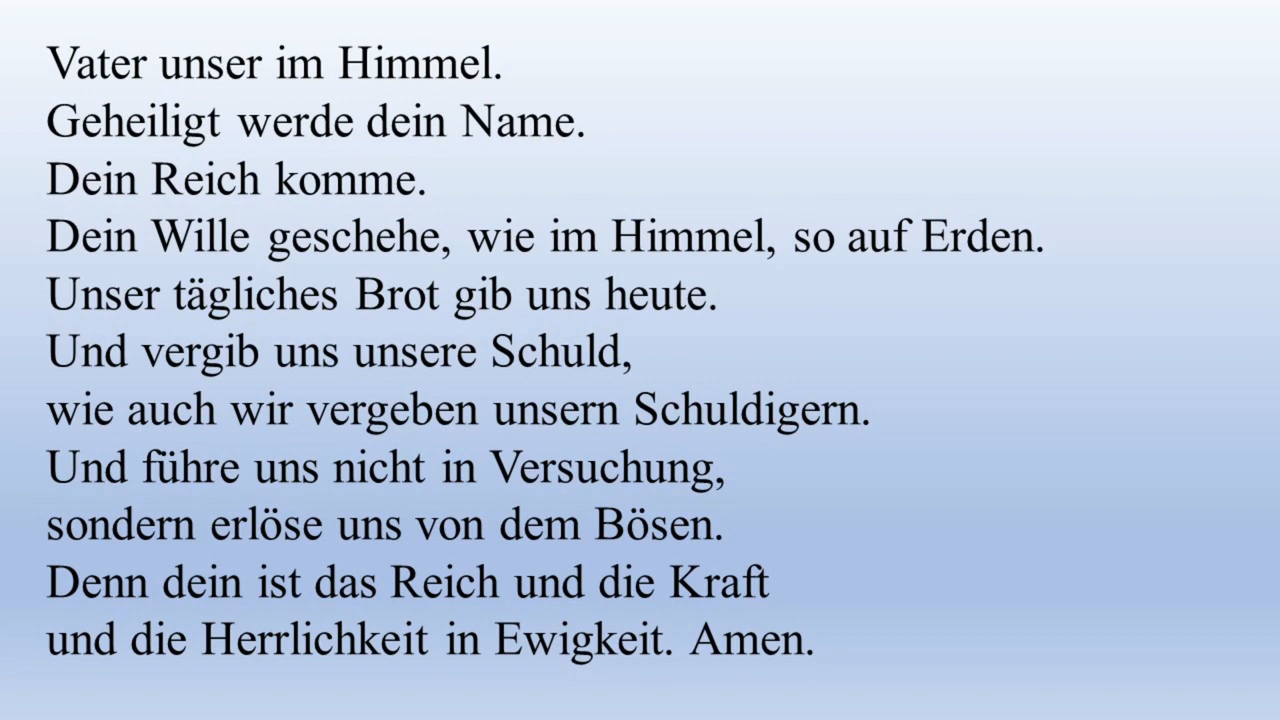 Vater unser im Himmel.
Geheiligt werde dein Name.
Dein Reich komme.
Dein Wille geschehe, wie im Himmel, so auf Erden.
Unser tägliches Brot gib uns heute.
Und vergib uns unsere Schuld,
wie auch wir vergeben unsern Schuldigern.
Und führe uns nicht in Versuchung,
sondern erlöse uns von dem Bösen.
Denn dein ist das Reich und die Kraft
und die Herrlichkeit in Ewigkeit. Amen.